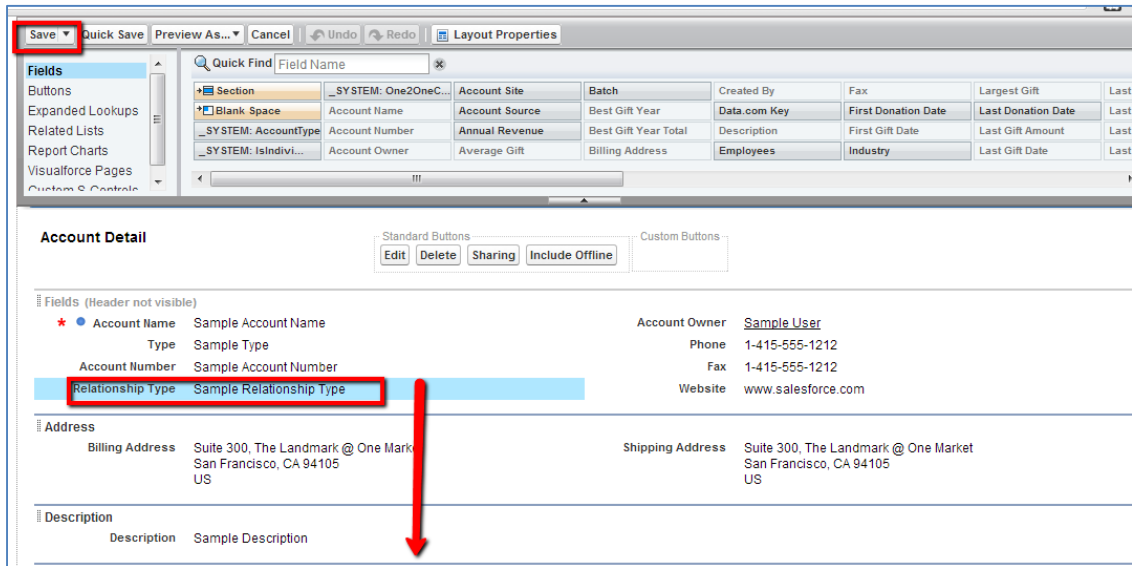 Save Quick Save Preview As... Cancel Undo Redo Layout Properties
Fields
Buttons
Expanded Lookups
Related Lists
Report Charts
Visualforce Pages
Custom S-Controls
Quick Find Field Name
Section _SYSTEM: One2OneC... Account Site Batch Created By Fax Largest Gift Last
Blank Space Account Name Account Source Best Gift Year Data.com Key First Donation Date Last Donation Date Last
_SYSTEM: AccountType Account Number Annual Revenue Best Gift Year Total Description First Gift Date Last Gift Amount Last
_SYSTEM: IsIndivi... Account Owner Average Gift Billing Address Employees Industry Last Gift Date Last
Account Detail
Standard Buttons
Edit Delete Sharing Include Offline
Custom Buttons
Fields (Header not visible)
* Account Name Sample Account Name Account Owner Sample User
Type Sample Type Phone 1-415-555-1212
Account Number Sample Account Number Fax 1-415-555-1212
Relationship Type Sample Relationship Type Website www.salesforce.com
Address
Billing Address Suite 300, The Landmark @ One Market Shipping Address Suite 300, The Landmark @ One Market
San Francisco, CA 94105 San Francisco, CA 94105
US US
Description
Description Sample Description